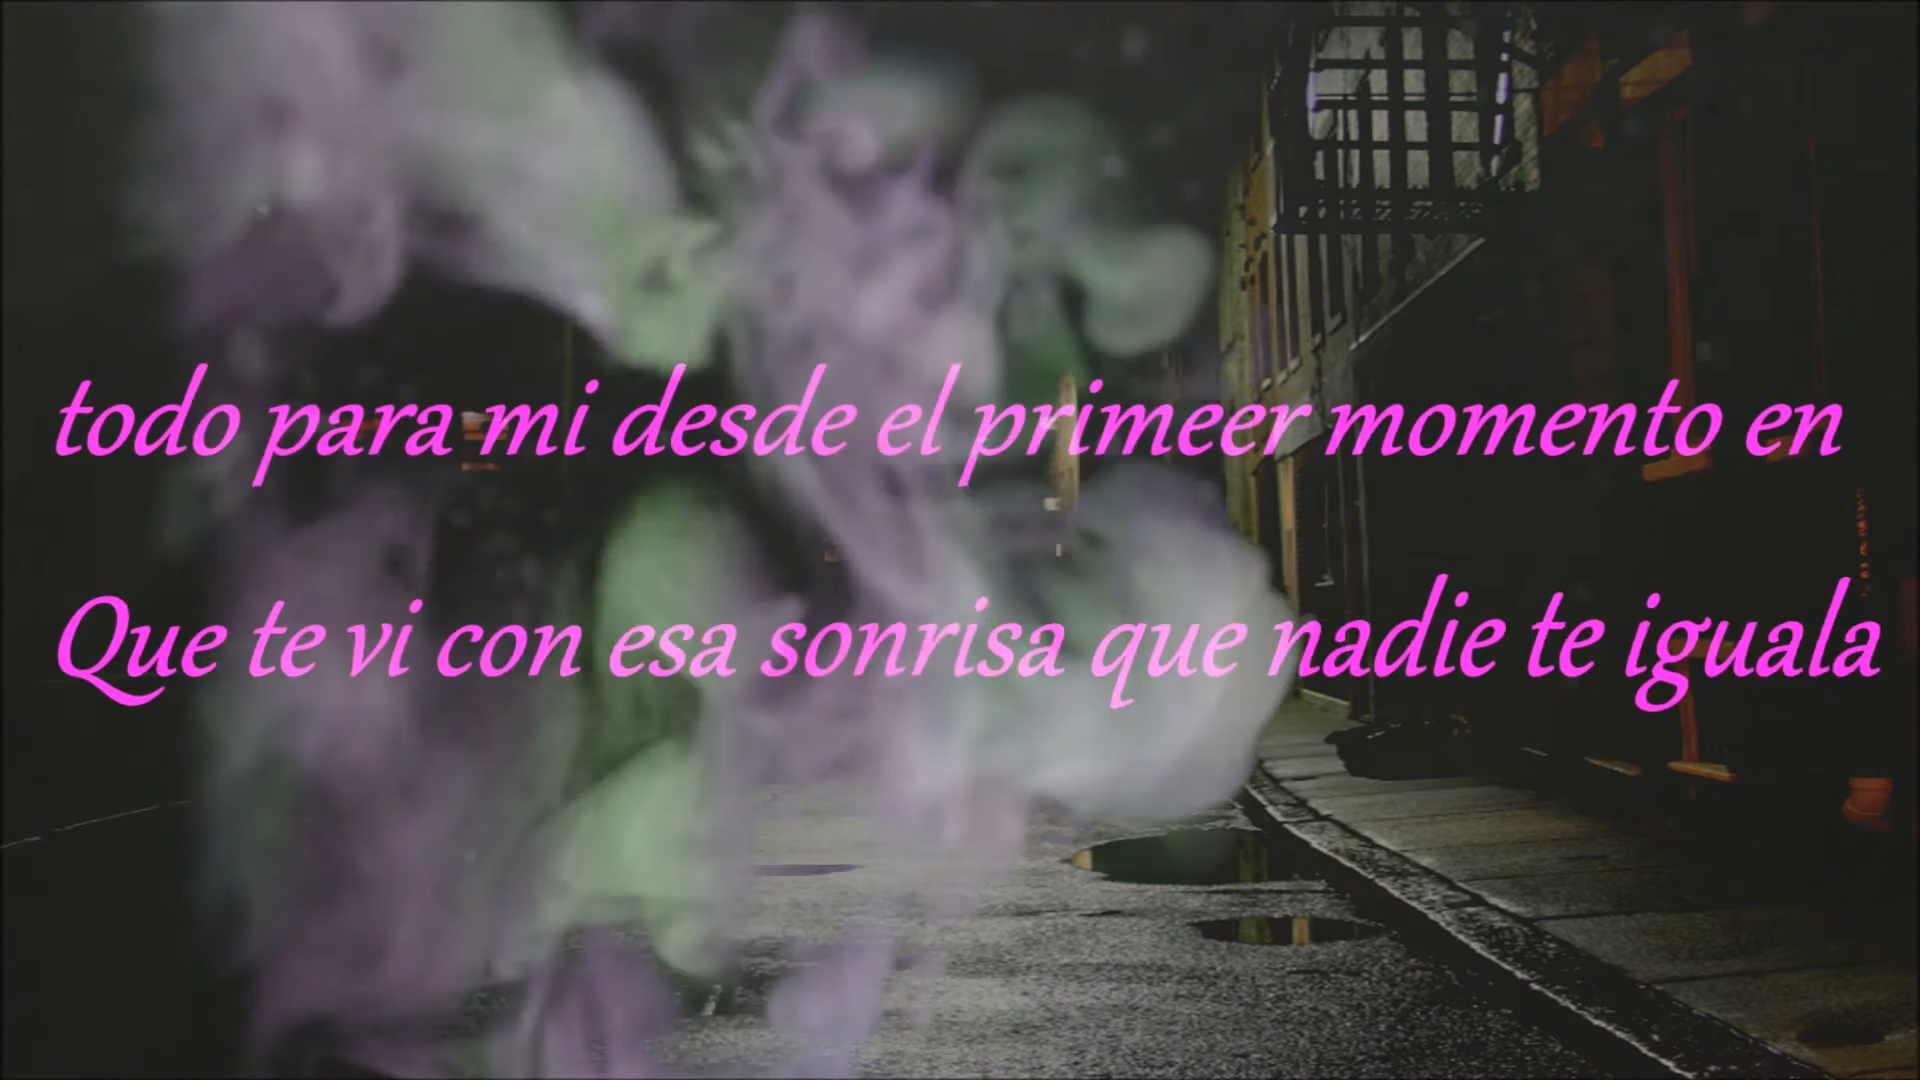 todo para mi desde el primeer momento en
Que te vi con esa sonrisa que nadie te iguala